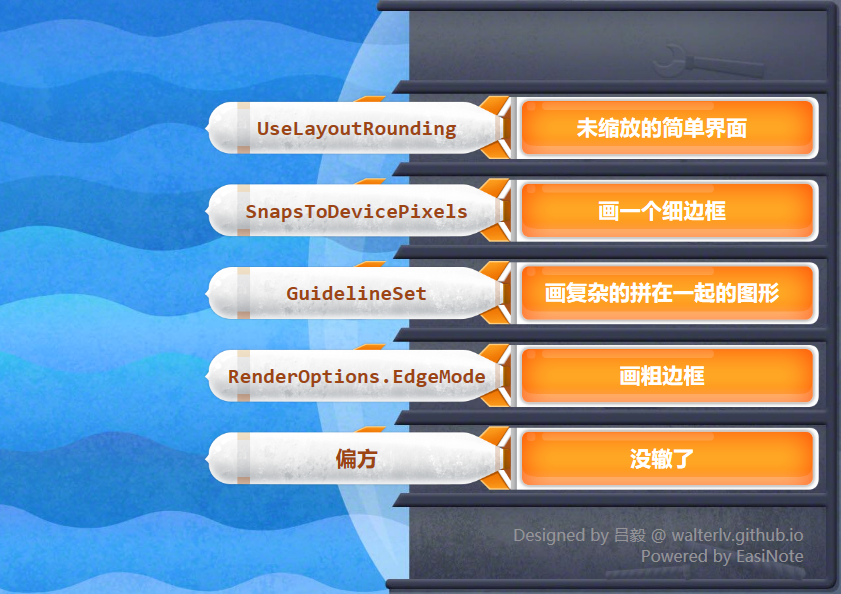 UseLayoutRounding 未缩放的简单界面
SnapsToDevicePixels 画一个细边框
GuidelineSet 画复杂的拼在一起的图形
RenderOptions.EdgeMode 画粗边框
偏方 没辙了
Designed by 吕毅 @ walterlv.github.io
Powered by EasiNote